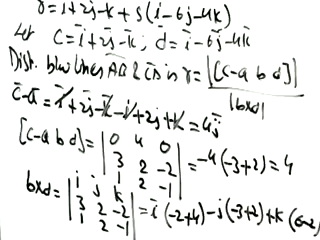 r = i+2j-k + s(i-6j-4k)
Let c̄ = ī+2j̄-k̄; d̄ = ī-6j̄-4k̄
Dist. b/w lines AB & CD is r = |[c-a b d]| / |b×d|
c̄-ā = ī+2j̄-k̄-ī+2j+k̄ = 4j̄
[c-a b d] = | 0 4 0 | = -4(-3+2) = 4
| 3 2 -2 |
| 1 2 -1 |
b×d = | i j k | = ī(-2+4)-j(-3+2)+k(6-2)
| 3 2 -2 |
| 1 2 -1 |